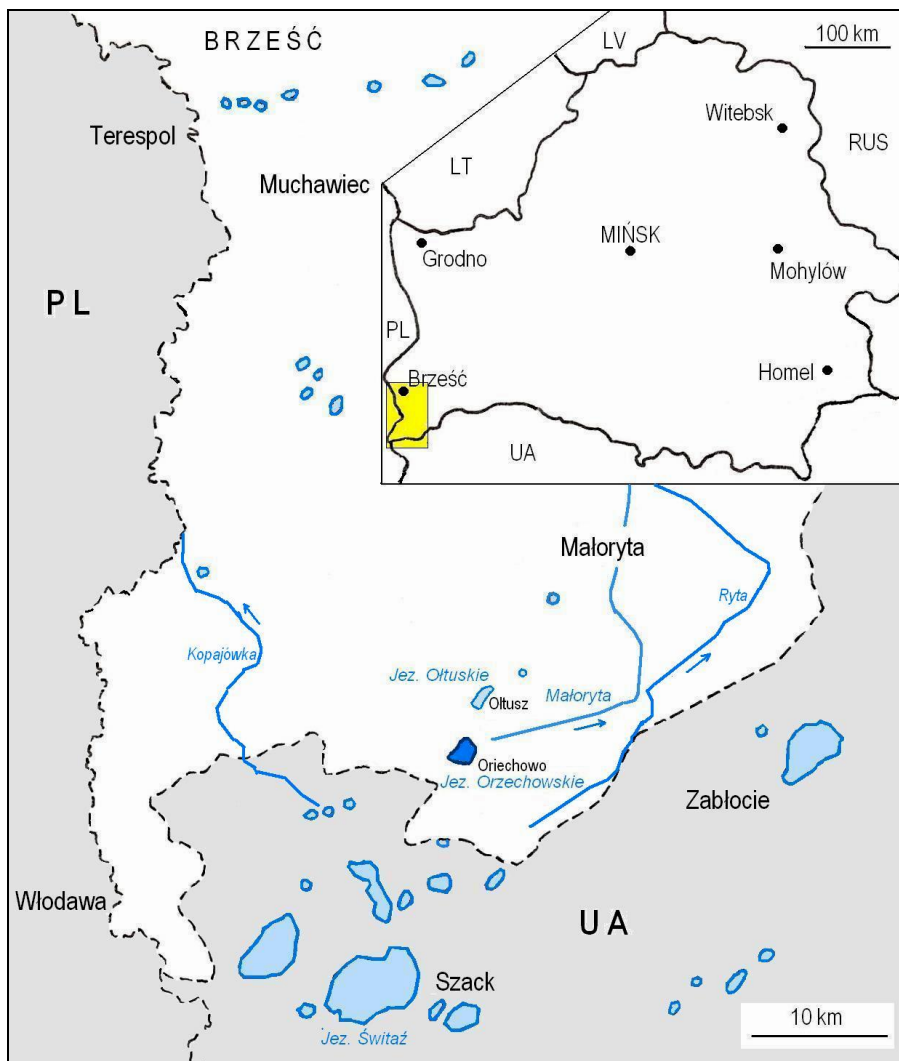 BRZEŚĆ
Terespol
Muchawiec
PL
100 km
LV
Witebsk
RUS
LT
MIŃSK
Grodno
Mohylów
PL
Homel
Brześć
UA
Małoryta
Ryta
Kopajówka
Jez. Ołtuskie
Ołtusz
Małoryta
Oriechowo
Jez. Orzechowskie
Zabłocie
Włodawa
UA
Szack
Jez. Świtaź
10 km